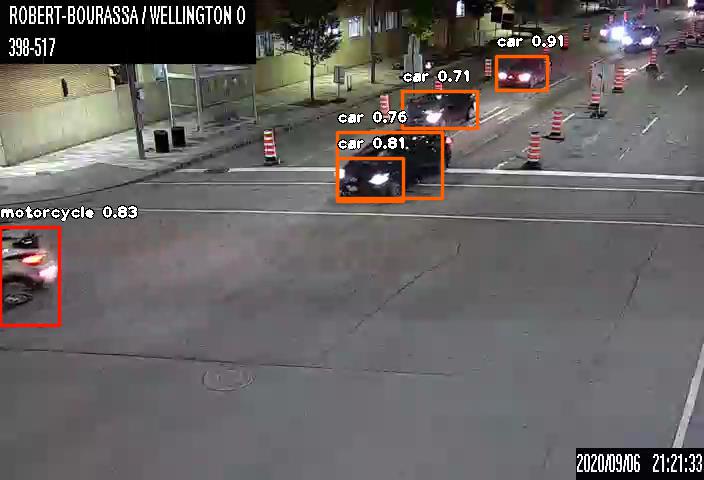 ROBERT-BOURASSA / WELLINGTON O
398-517
car 0.91
car 0.71
car 0.76
car 0.81
motorcycle 0.83
2020/09/06 21:21:33